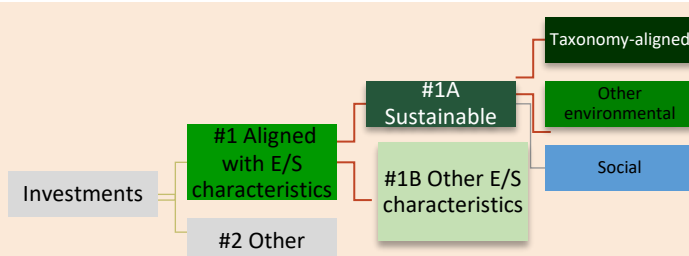 Investments
#1 Aligned
with E/S
characteristics
#2 Other
#1A
Sustainable
#1B Other E/S
characteristics
Taxonomy-aligned
Other
environmental
Social